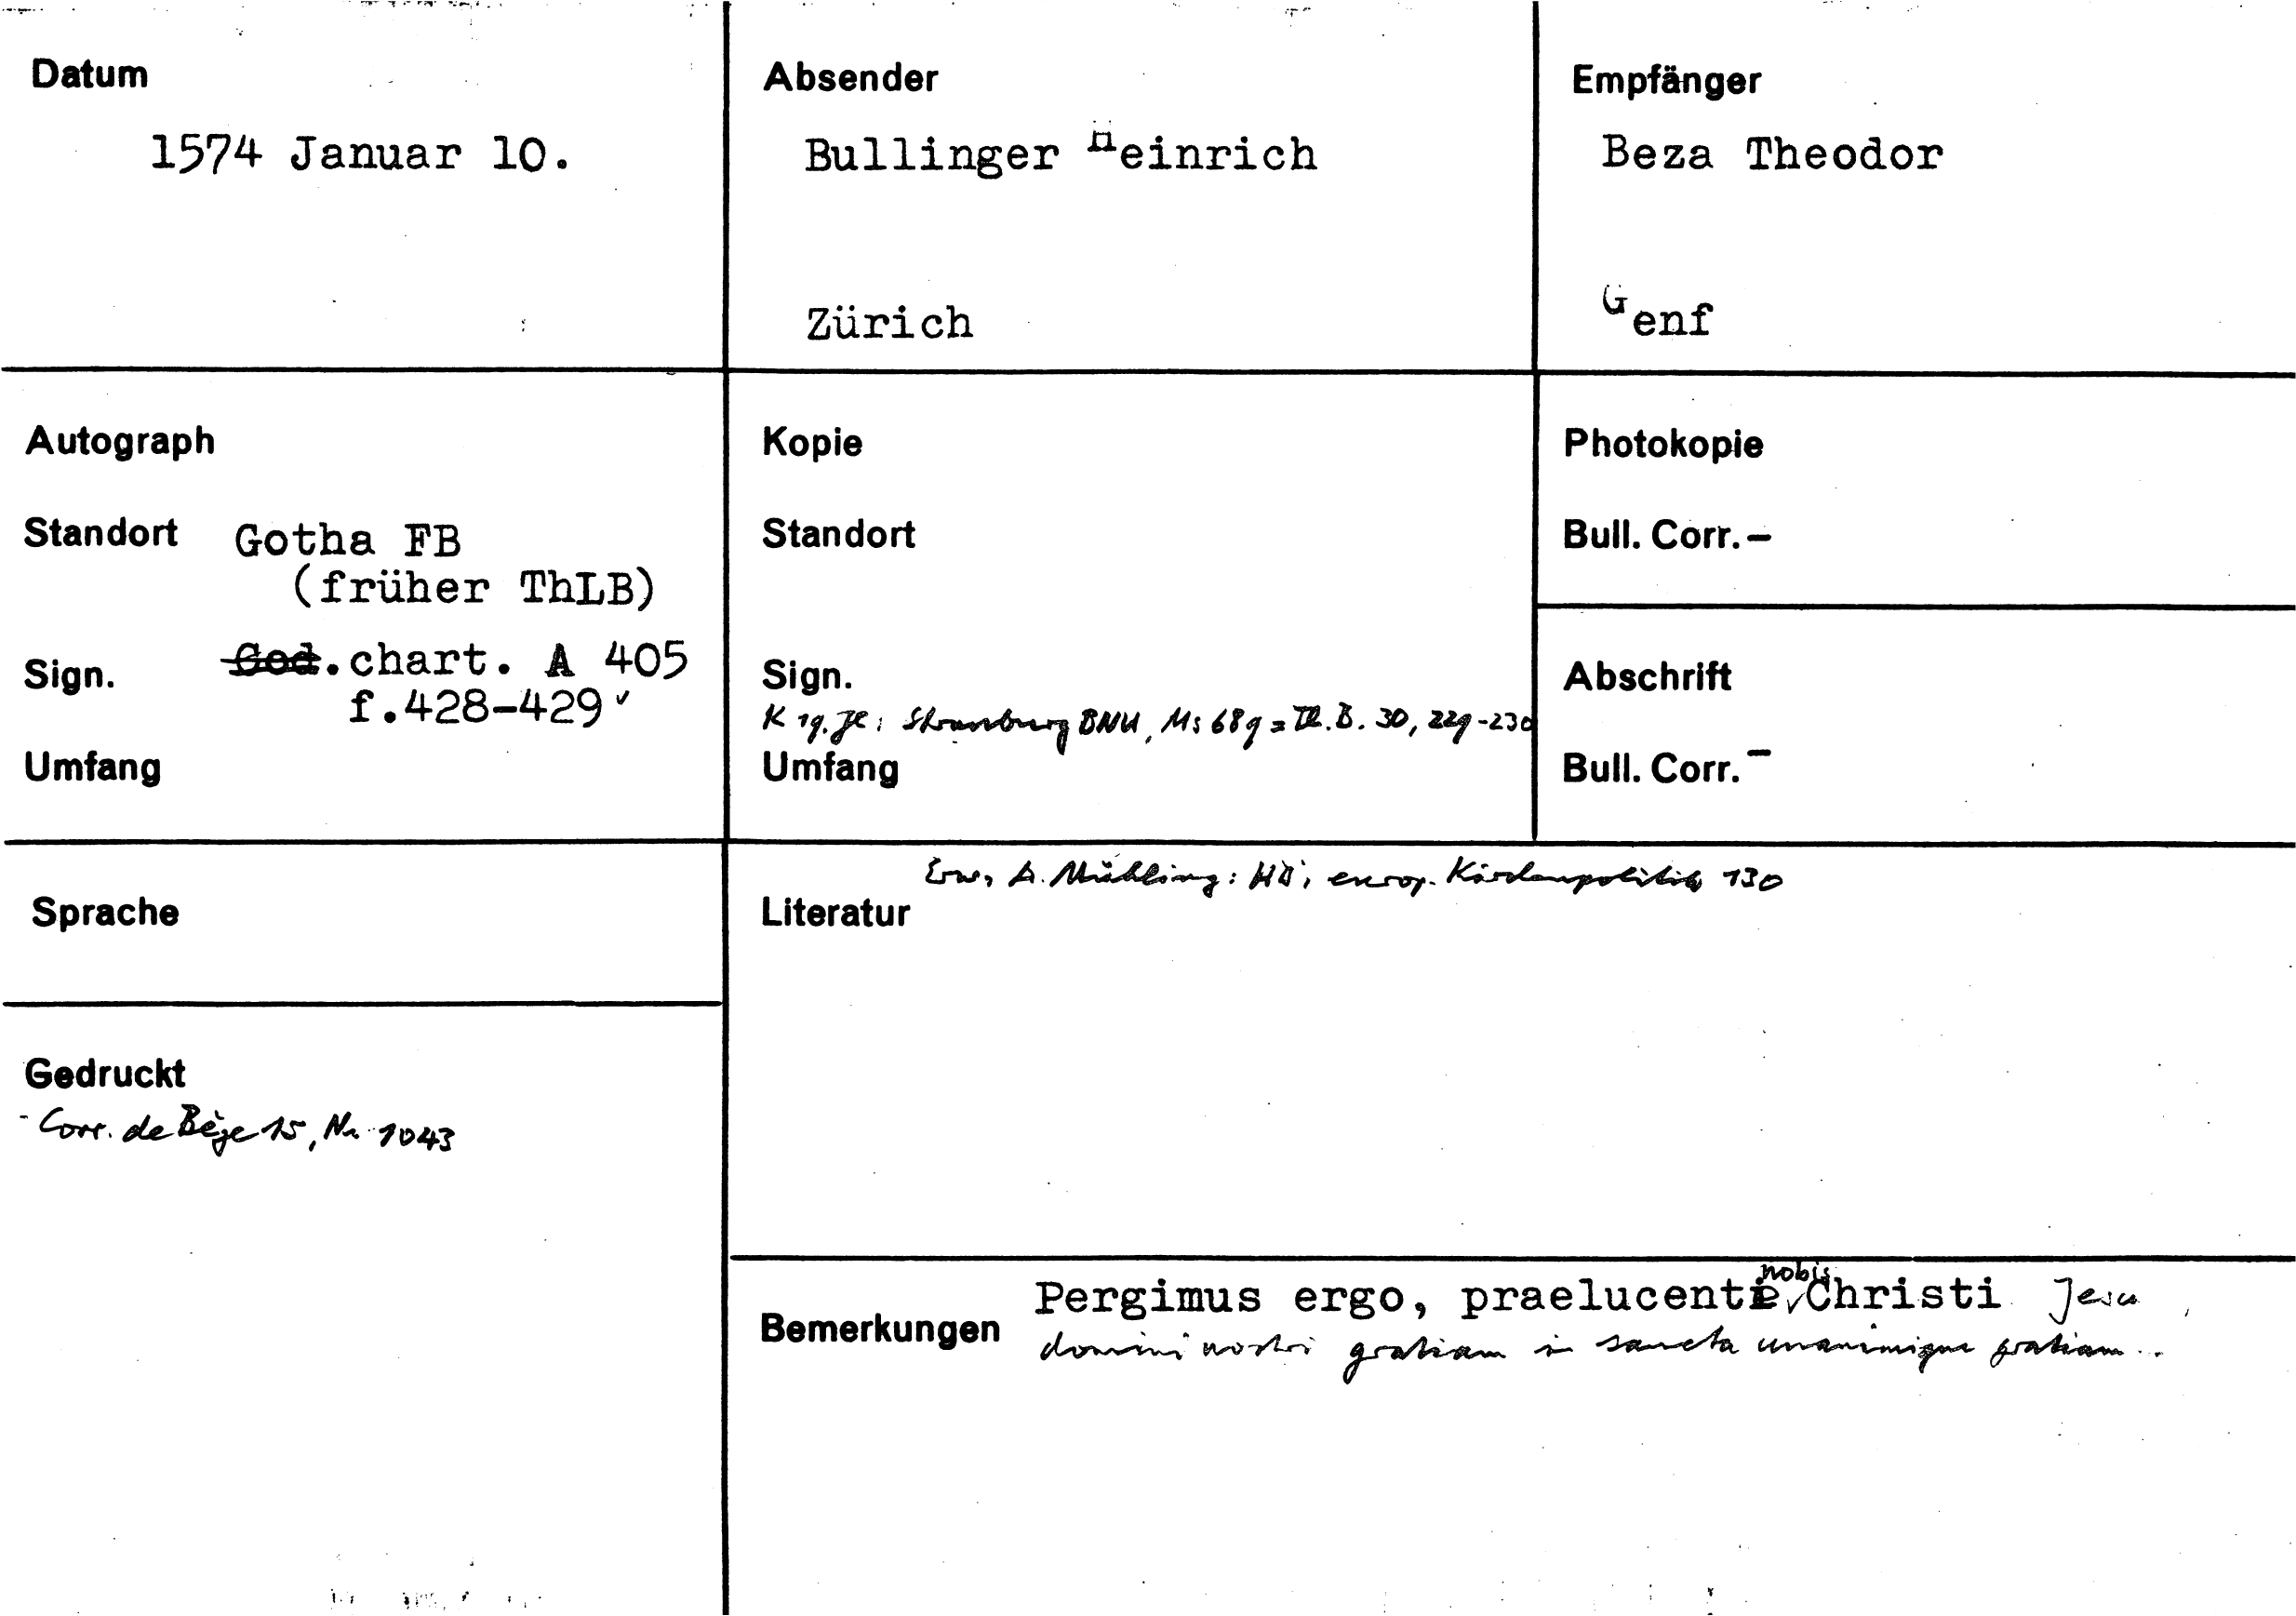 Datum
1574 Januar 10.
Absender
Bullinger Heinrich
Zürich
Empfänger
Beza Theodor
Genf
Autograph
Standort Gotha FB
(früher ThLB)
Sign. Cod.chart. A 405
f.428-429v
Umfang
Kopie
Standort
Sign.
K 19. Jh: Strassburg BNU, Ms 689 = III.B. 30, 229-230
Umfang
Photokopie
Bull. Corr. –
Abschrift
Bull. Corr. –
Sprache
Gedruckt
- Corr. de Bèze 15, Nr. 1043
Erw. A. Mühling: HB, europ. Kirchenpolitik 130
Literatur
Bemerkungen Pergimus ergo, praelucente nobis Christi Jesu
domini nostri gratiam in sancta unanimique gratiam ..